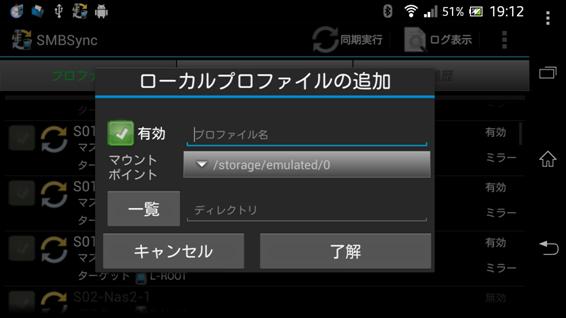 51% 19:12
SMBSync
同期実行
ログ表示
プロファ
履歴
ローカルプロファイルの追加
有効
プロファイル名
マウント
ポイント
/storage/emulated/0
一覧
ディレクトリ
キャンセル
了解
S01
有効
マス
ミラー
ター
S01
有効
マス
ミラー
ター
S01
有効
マス
ミラー
ターゲット L-ROOT
S02-Nas2-1
無効